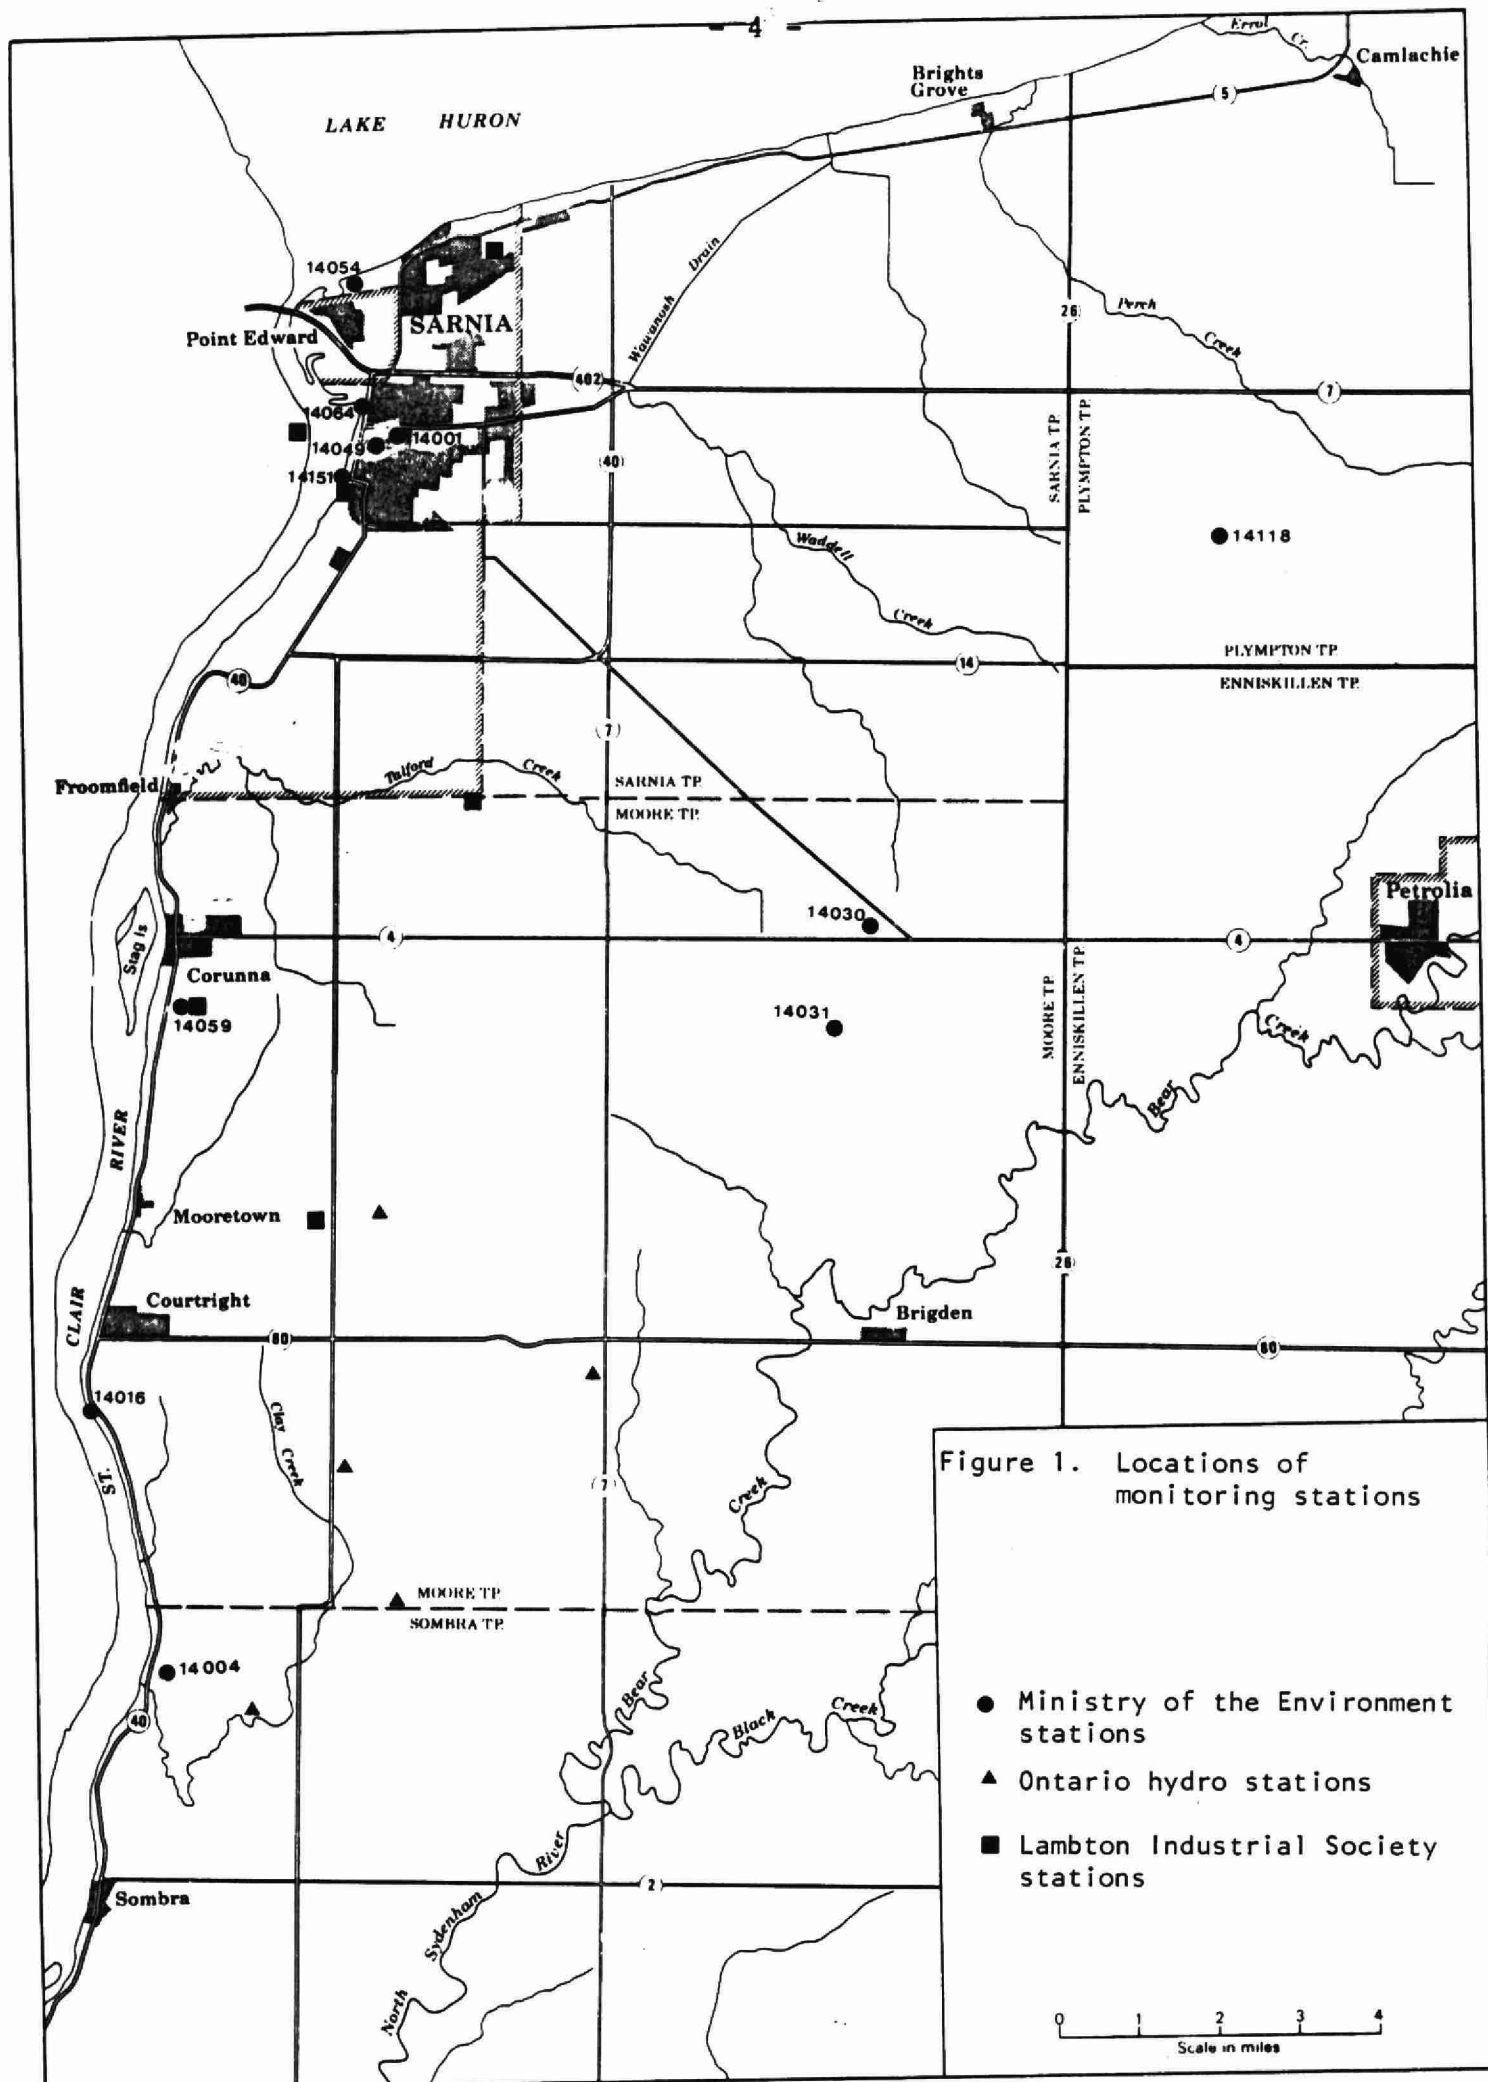 - 4 -
Errol
Cr.
Camlachie
Brights
Grove
5
LAKE HURON
Drain
Wawanosh
14054
26
Perch
Creek
SARNIA
Point Edward
402
7
14064
14001
14049
14151
40
SARNIA TP.
PLYMPTON TP.
14118
Waddell
Creek
14
PLYMPTON TP.
ENNISKILLEN TP.
40
7
Talford
Creek
Froomfield
SARNIA TP.
MOORE TP.
Petrolia
14030
4
4
Stag Is
Corunna
14059
14031
MOORE TP.
ENNISKILLEN TP.
Creek
Bear
RIVER
Mooretown
26
CLAIR
Courtright
Brigden
80
80
14016
Clay
Creek
ST.
7
Creek
Figure 1. Locations of
monitoring stations
MOORE TP.
SOMBRA TP.
14004
40
Bear
Black
Creek
Ministry of the Environment
stations
Ontario hydro stations
Lambton Industrial Society
stations
River
2
Sombra
Sydenham
North
0 1 2 3 4
Scale in miles